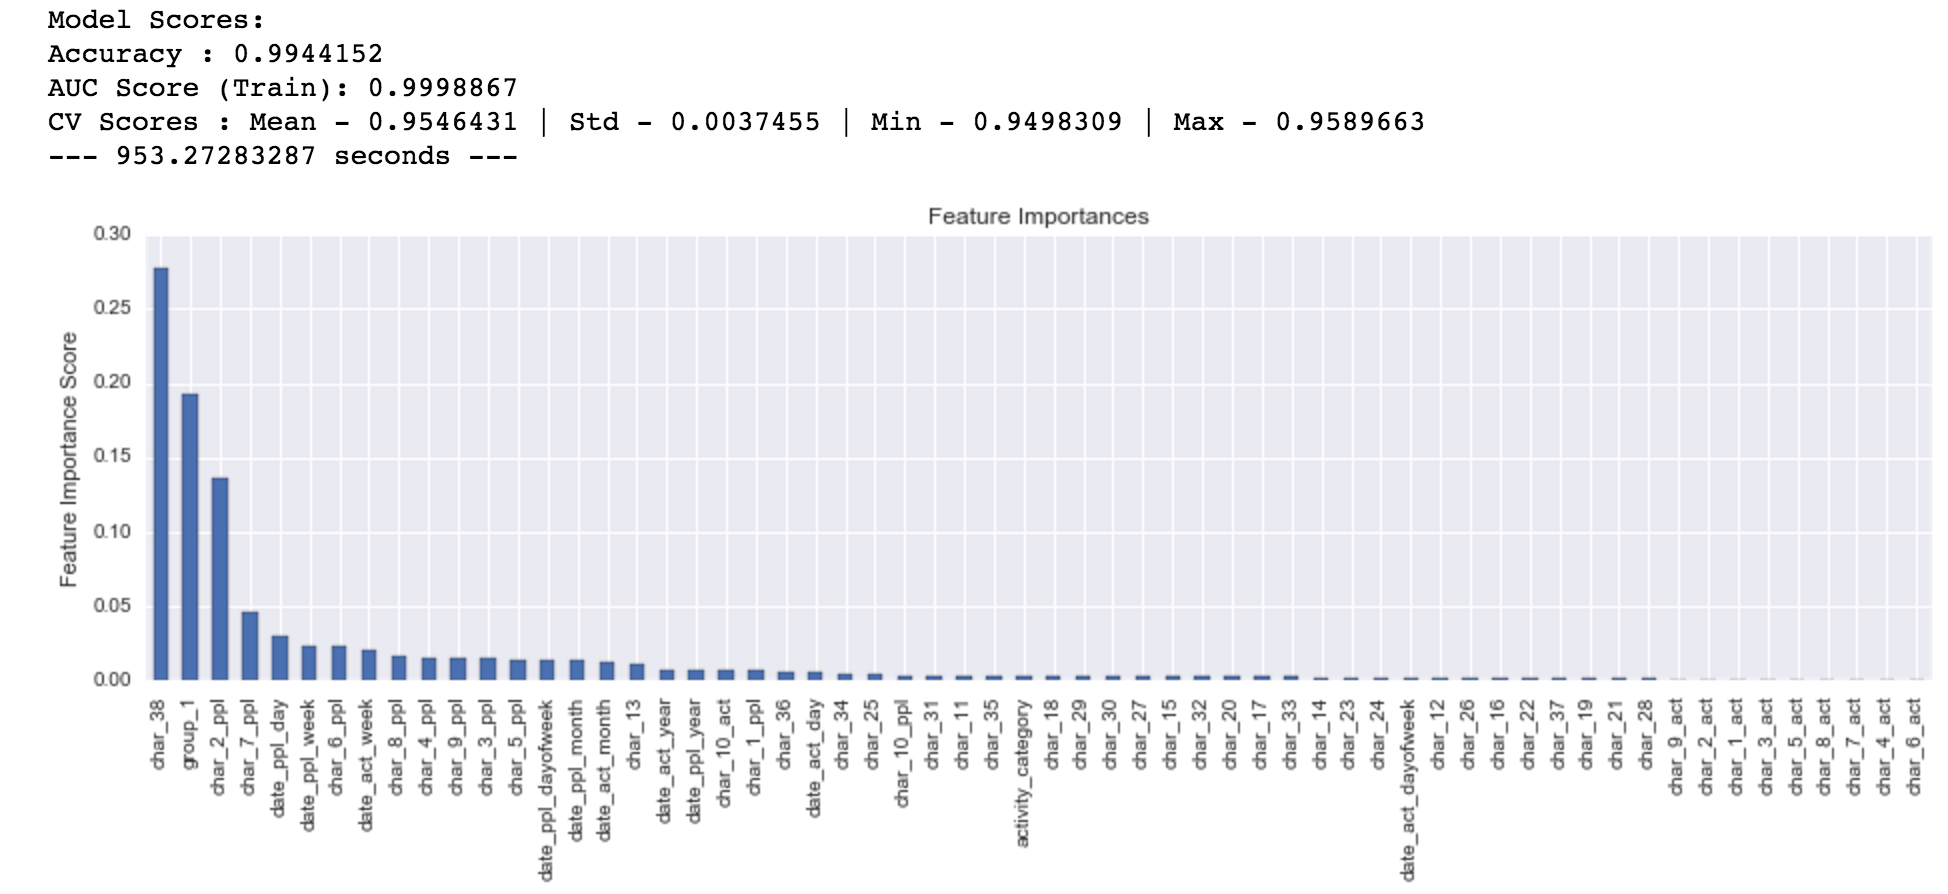 Model Scores:
Accuracy : 0.9944152
AUC Score (Train): 0.9998867
CV Scores : Mean - 0.9546431 | Std - 0.0037455 | Min - 0.9498309 | Max - 0.9589663
--- 953.27283287 seconds ---
Feature Importances
Feature Importance Score
0.30
0.25
0.20
0.15
0.10
0.05
0.00
char_38
group_1
char_2_ppl
char_7_ppl
date_ppl_day
date_ppl_week
char_6_ppl
date_act_week
char_8_ppl
char_4_ppl
char_9_ppl
char_3_ppl
char_5_ppl
date_ppl_dayofweek
date_ppl_month
date_act_month
char_13
date_act_year
date_ppl_year
char_10_act
char_1_ppl
char_36
date_act_day
char_34
char_25
char_10_ppl
char_31
char_11
char_35
activity_category
char_18
char_29
char_30
char_27
char_15
char_32
char_20
char_17
char_33
char_14
char_23
char_24
date_act_dayofweek
char_12
char_26
char_16
char_22
char_37
char_19
char_21
char_28
char_9_act
char_2_act
char_1_act
char_3_act
char_5_act
char_8_act
char_7_act
char_4_act
char_6_act